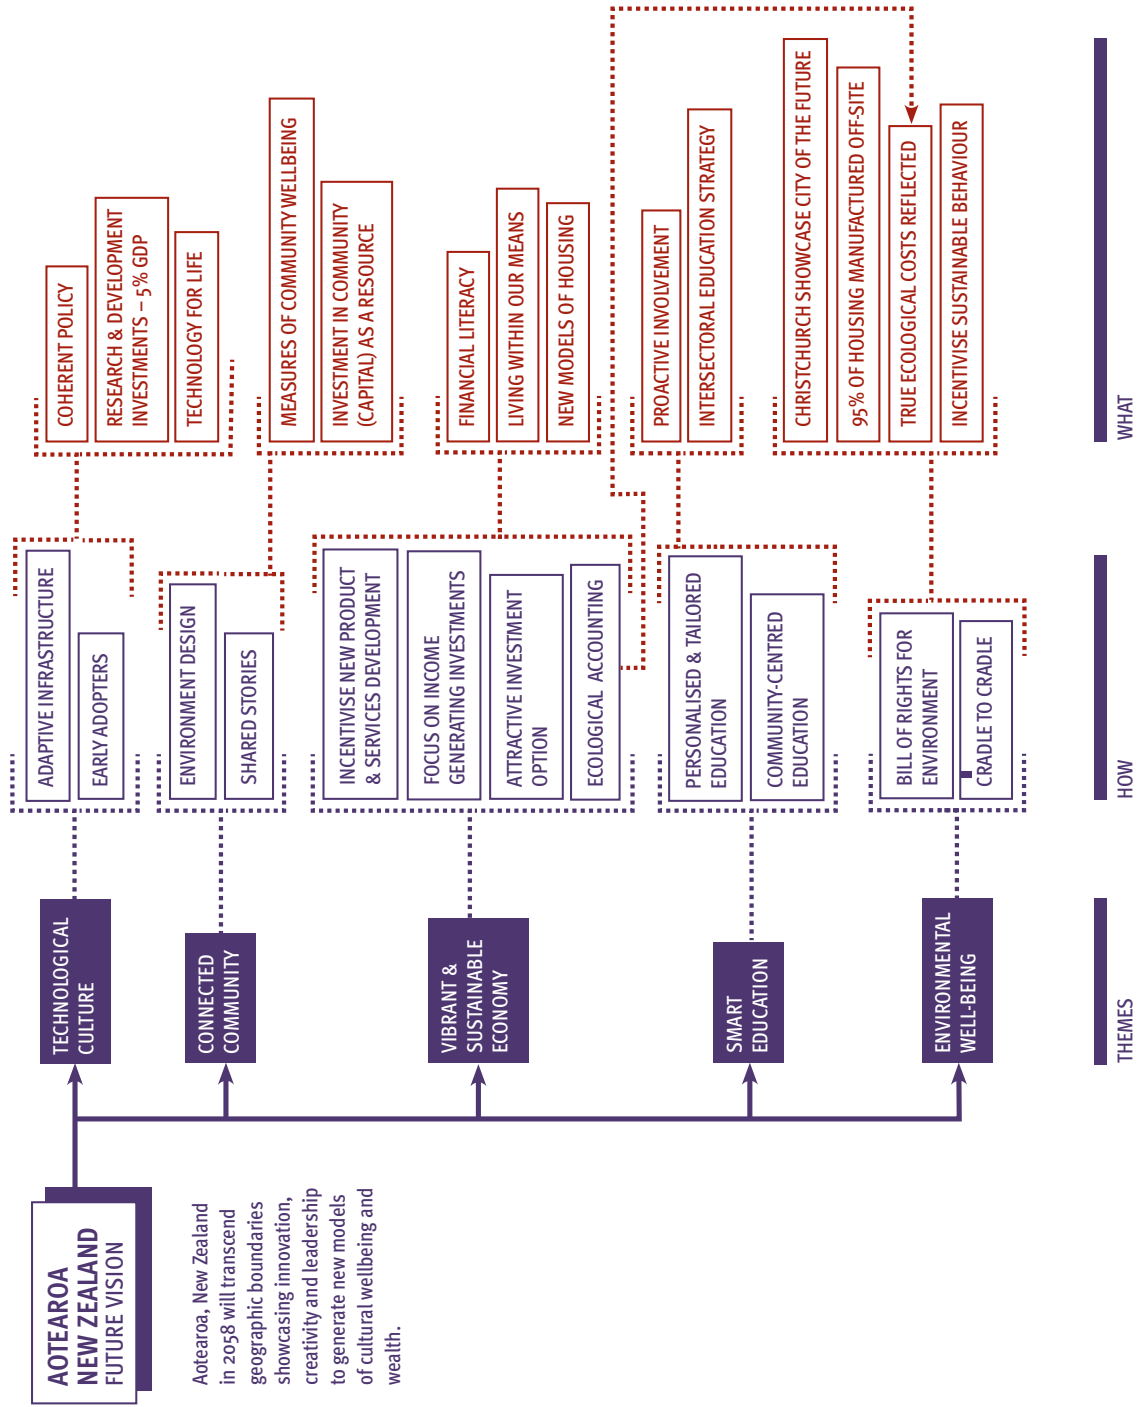 AOTEAROA
NEW ZEALAND
FUTURE VISION
Aotearoa, New Zealand
in 2058 will transcend
geographic boundaries
showcasing innovation,
creativity and leadership
to generate new models
of cultural wellbeing and
wealth.
TECHNOLOGICAL
CULTURE
ADAPTIVE INFRASTRUCTURE
EARLY ADOPTERS
COHERENT POLICY
RESEARCH & DEVELOPMENT
INVESTMENTS – 5% GDP
TECHNOLOGY FOR LIFE
CONNECTED
COMMUNITY
ENVIRONMENT DESIGN
SHARED STORIES
MEASURES OF COMMUNITY WELLBEING
INVESTMENT IN COMMUNITY
(CAPITAL) AS A RESOURCE
VIBRANT &
SUSTAINABLE
ECONOMY
INCENTIVISE NEW PRODUCT
& SERVICES DEVELOPMENT
FOCUS ON INCOME
GENERATING INVESTMENTS
ATTRACTIVE INVESTMENT
OPTION
ECOLOGICAL ACCOUNTING
FINANCIAL LITERACY
LIVING WITHIN OUR MEANS
NEW MODELS OF HOUSING
SMART
EDUCATION
PERSONALISED & TAILORED
EDUCATION
COMMUNITY-CENTRED
EDUCATION
PROACTIVE INVOLVEMENT
INTERSECTORAL EDUCATION STRATEGY
ENVIRONMENTAL
WELL-BEING
BILL OF RIGHTS FOR
ENVIRONMENT
CRADLE TO CRADLE
CHRISTCHURCH SHOWCASE CITY OF THE FUTURE
95% OF HOUSING MANUFACTURED OFF-SITE
TRUE ECOLOGICAL COSTS REFLECTED
INCENTIVISE SUSTAINABLE BEHAVIOUR
THEMES
HOW
WHAT